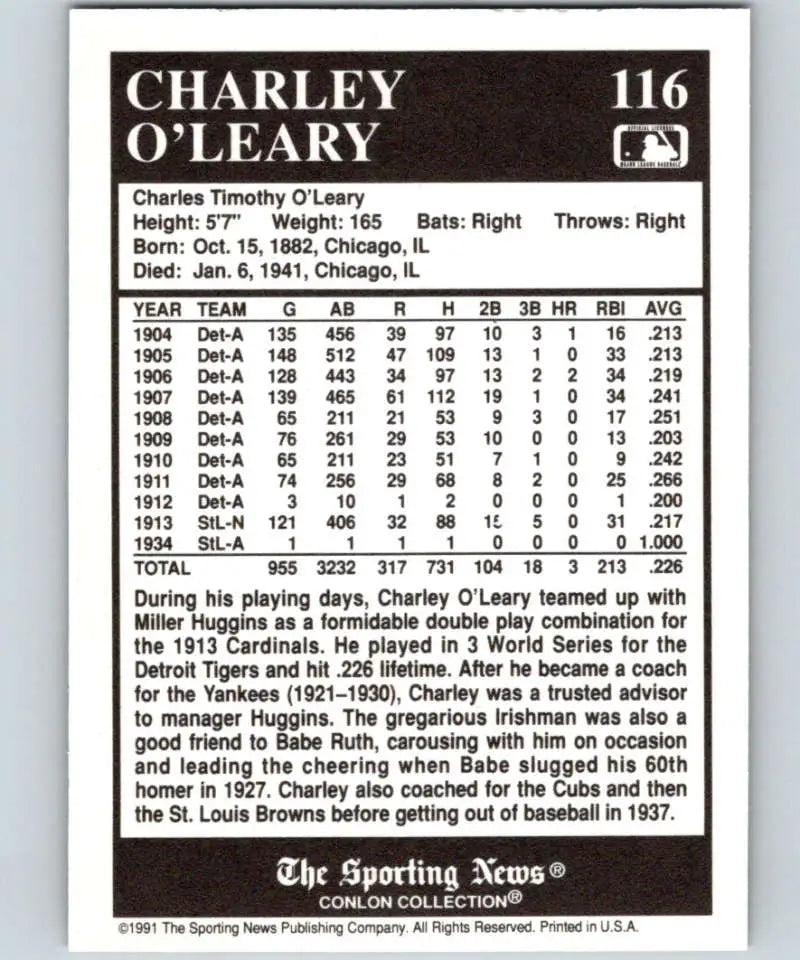 CHARLEY
O'LEARY
116
OFFICIAL LICENSEE
MAJOR LEAGUE BASEBALL
Charles Timothy O'Leary
Height: 5'7" Weight: 165 Bats: Right Throws: Right
Born: Oct. 15, 1882, Chicago, IL
Died: Jan. 6, 1941, Chicago, IL
YEAR TEAM G AB R H 2B 3B HR RBI AVG
1904 Det-A 135 456 39 97 10 3 1 16 .213
1905 Det-A 148 512 47 109 13 1 0 33 .213
1906 Det-A 128 443 34 97 13 2 2 34 .219
1907 Det-A 139 465 61 112 19 1 0 34 .241
1908 Det-A 65 211 21 53 9 3 0 17 .251
1909 Det-A 76 261 29 53 10 0 0 13 .203
1910 Det-A 65 211 23 51 7 1 0 9 .242
1911 Det-A 74 256 29 68 8 2 0 25 .266
1912 Det-A 3 10 1 2 0 0 0 1 .200
1913 StL-N 121 406 32 88 15 5 0 31 .217
1934 StL-A 1 1 1 1 0 0 0 0 1.000
TOTAL 955 3232 317 731 104 18 3 213 .226
During his playing days, Charley O'Leary teamed up with
Miller Huggins as a formidable double play combination for
the 1913 Cardinals. He played in 3 World Series for the
Detroit Tigers and hit .226 lifetime. After he became a coach
for the Yankees (1921–1930), Charley was a trusted advisor
to manager Huggins. The gregarious Irishman was also a
good friend to Babe Ruth, carousing with him on occasion
and leading the cheering when Babe slugged his 60th
homer in 1927. Charley also coached for the Cubs and then
the St. Louis Browns before getting out of baseball in 1937.
The Sporting News®
CONLON COLLECTION®
©1991 The Sporting News Publishing Company. All Rights Reserved. Printed in U.S.A.